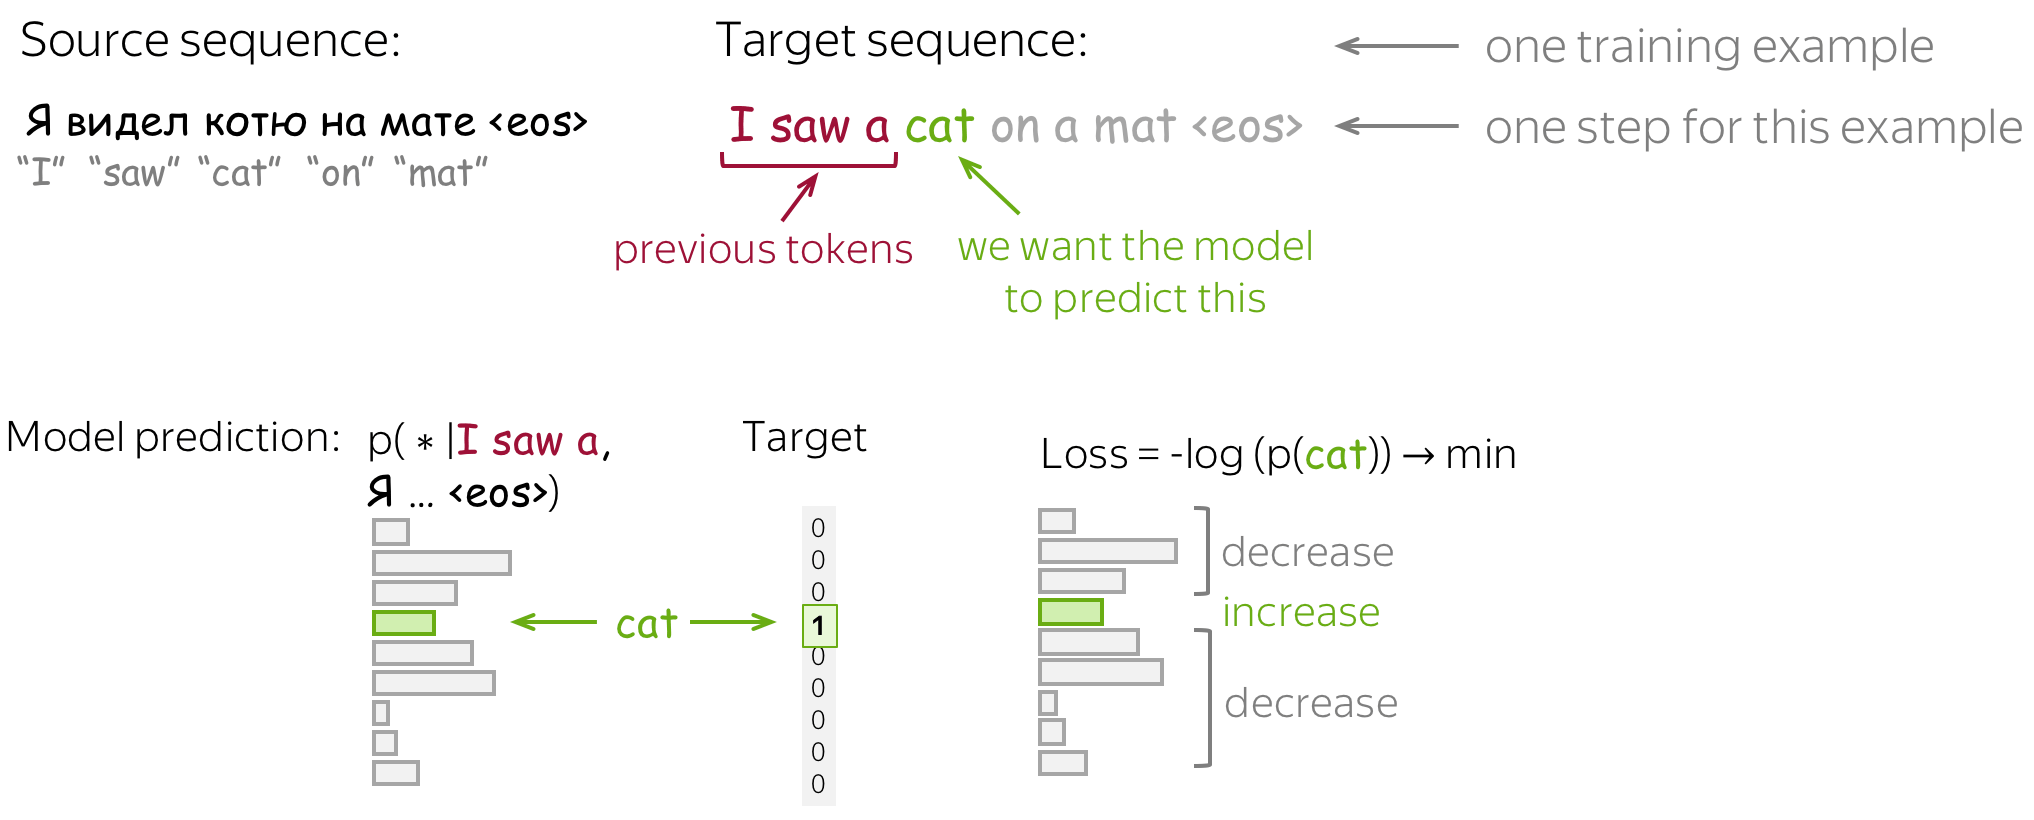 Source sequence:
Target sequence:
one training example
Я видел котю на мате <eos>
I saw a cat on a mat <eos>
one step for this example
“I” “saw” “cat” “on” “mat”
previous tokens
we want the model
to predict this
Model prediction:
p( * |I saw a,
Я ... <eos>)
Target
Loss = -log (p(cat)) → min
0
0
0
1
0
0
0
0
0
cat
decrease
increase
decrease